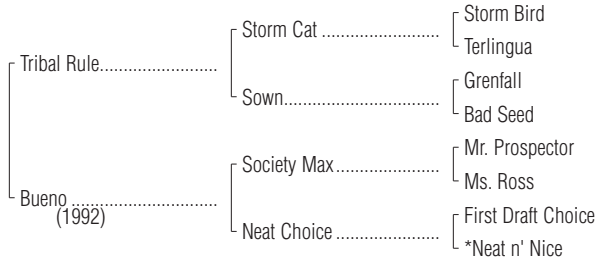 Storm Bird
Storm Cat ..............................
Terlingua
Tribal Rule..............................
Grenfall
Sown........................................
Bad Seed
Mr. Prospector
Society Max ...........................
Ms. Ross
Bueno .....................................
(1992)
First Draft Choice
Neat Choice ...........................
*Neat n' Nice